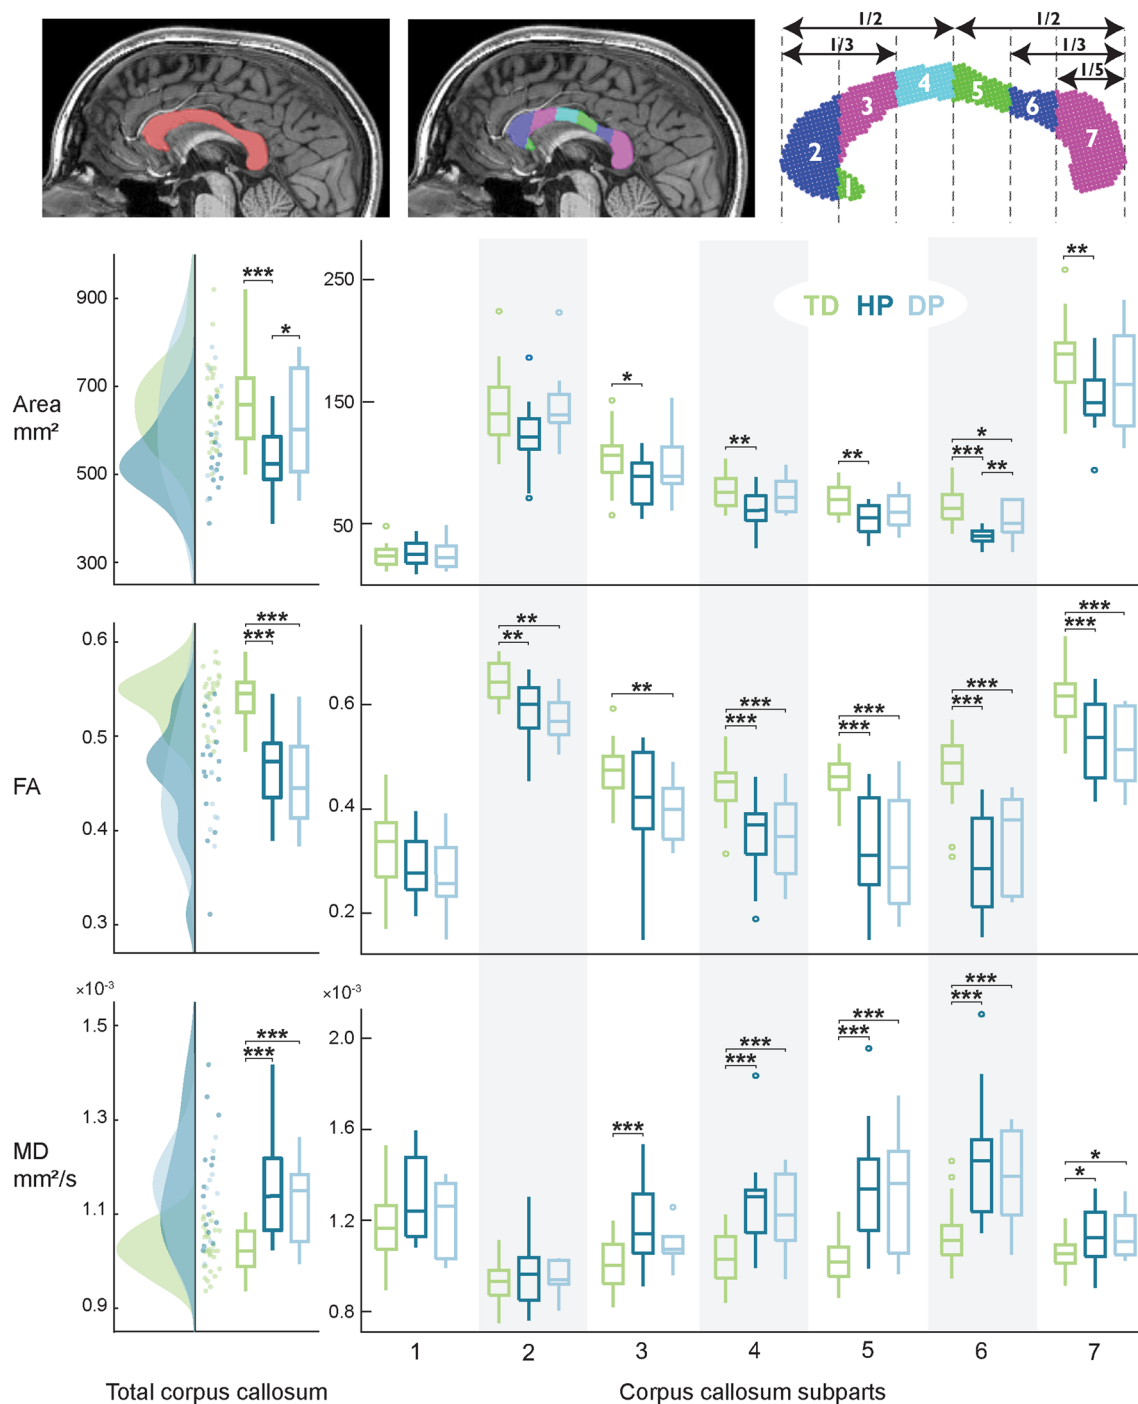 1/2 1/2
1/3 1/3
1/5
4 5
3 6
2 7
1
*** **
900 250
TD HP DP
*
*
700
Area
mm²
150
** ** *
*** **
500
50
300
*** *** **
0.6 *** ** *** ***
** *** *** ***
0.6 *** *** ***
0.5
FA
0.4
0.4
0.3 0.2
×10⁻³ ×10⁻³ ***
***
1.5 2.0 ***
*** *** ***
*** ***
1.3 1.6
MD
mm²/s
*** *
*
1.1 1.2
0.9 0.8
1 2 3 4 5 6 7
Total corpus callosum Corpus callosum subparts